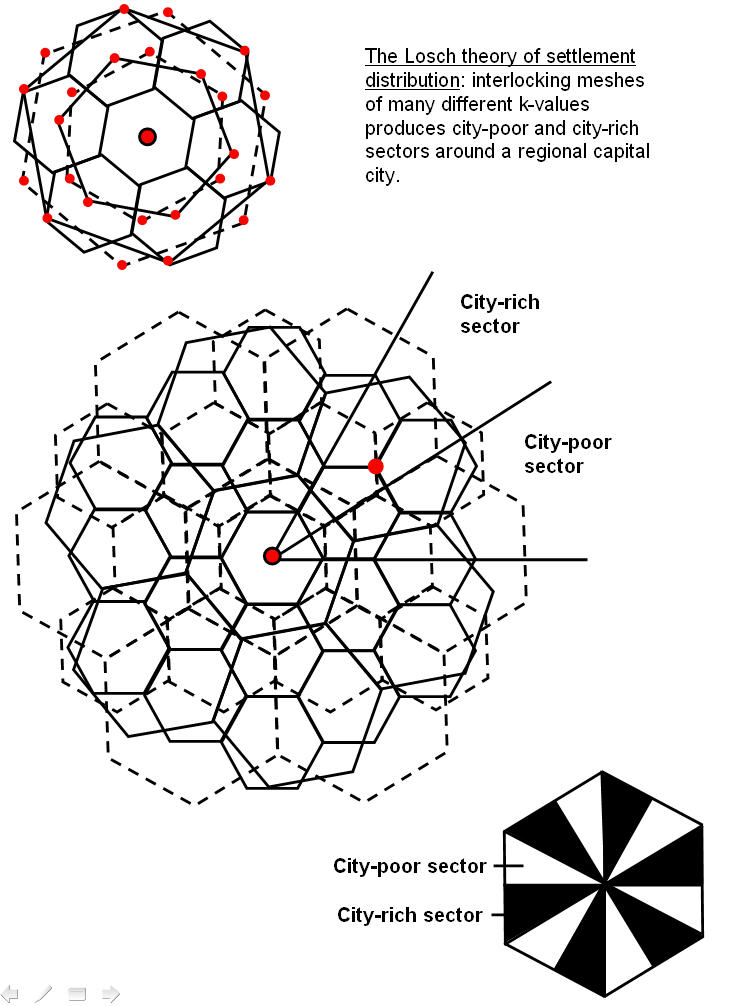 The Losch theory of settlement
distribution: interlocking meshes
of many different k-values
produces city-poor and city-rich
sectors around a regional capital
city.
City-rich
sector
City-poor
sector
City-poor sector
City-rich sector